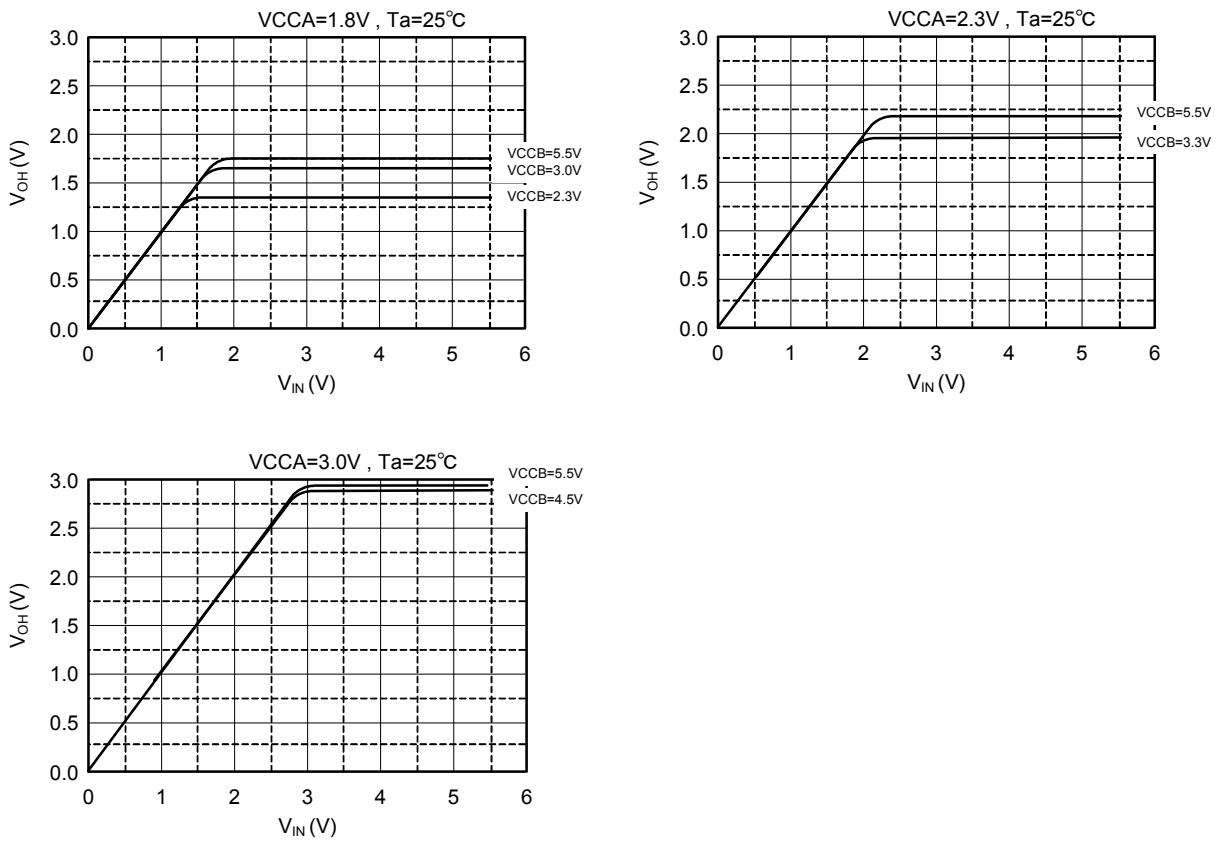 VCCA=1.8V , Ta=25℃
3.0
2.5
2.0
1.5
1.0
0.5
0.0
VOH (V)
VCCB=5.5V
VCCB=3.0V
VCCB=2.3V
0 1 2 3 4 5 6
VIN (V)
VCCA=2.3V , Ta=25℃
3.0
2.5
2.0
1.5
1.0
0.5
0.0
VOH (V)
VCCB=5.5V
VCCB=3.3V
0 1 2 3 4 5 6
VIN (V)
VCCA=3.0V , Ta=25℃
3.0
2.5
2.0
1.5
1.0
0.5
0.0
VOH (V)
VCCB=5.5V
VCCB=4.5V
0 1 2 3 4 5 6
VIN (V)